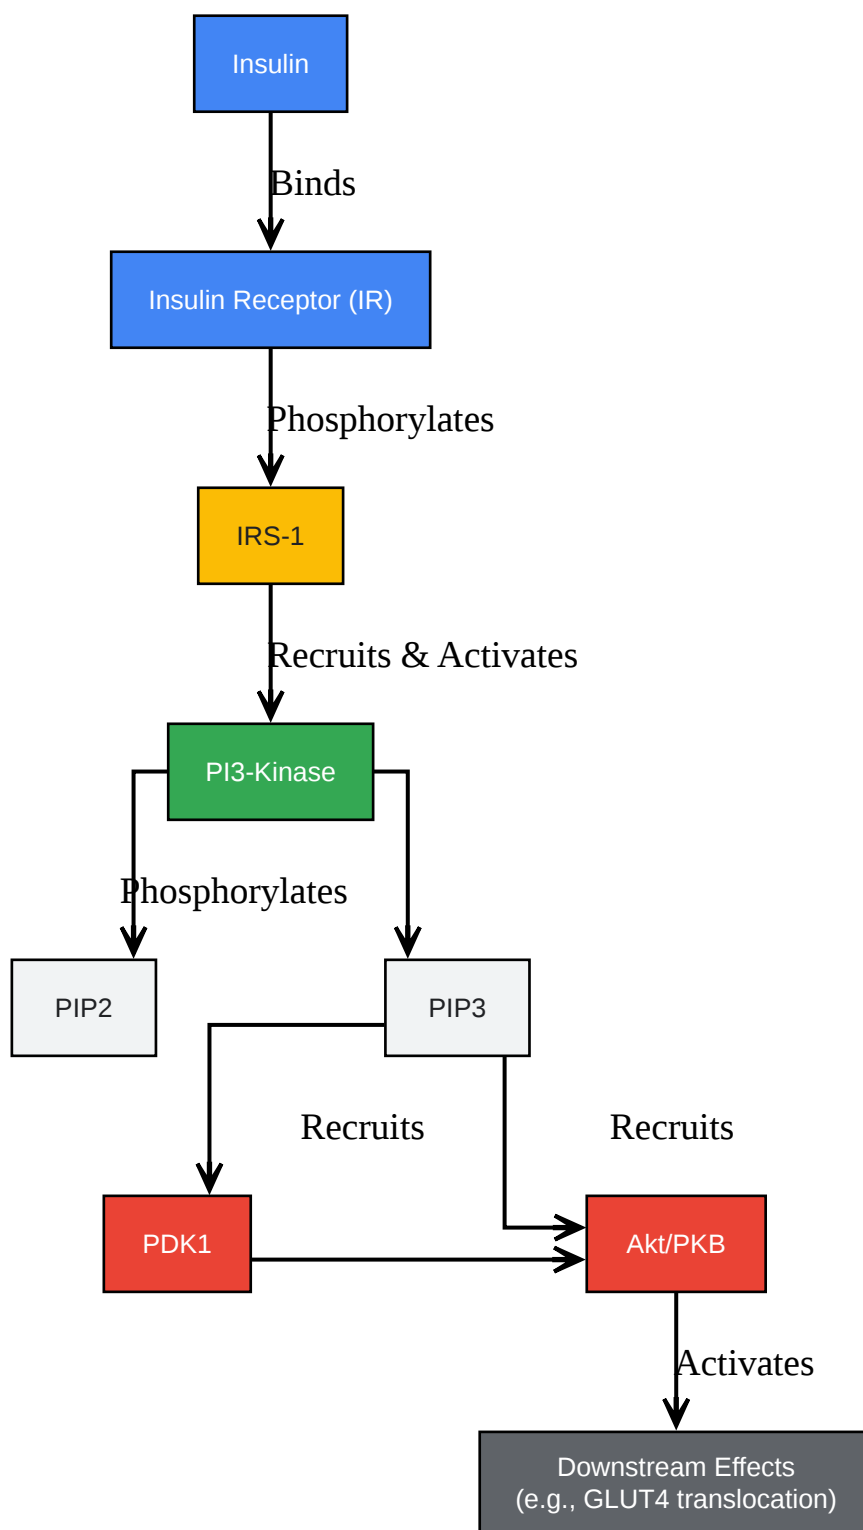 Insulin
Binds
Insulin Receptor (IR)
Phosphorylates
IRS-1
Recruits & Activates
PI3-Kinase
Phosphorylates
PIP2
PIP3
Recruits
Recruits
PDK1
Akt/PKB
Activates
Downstream Effects
(e.g., GLUT4 translocation)